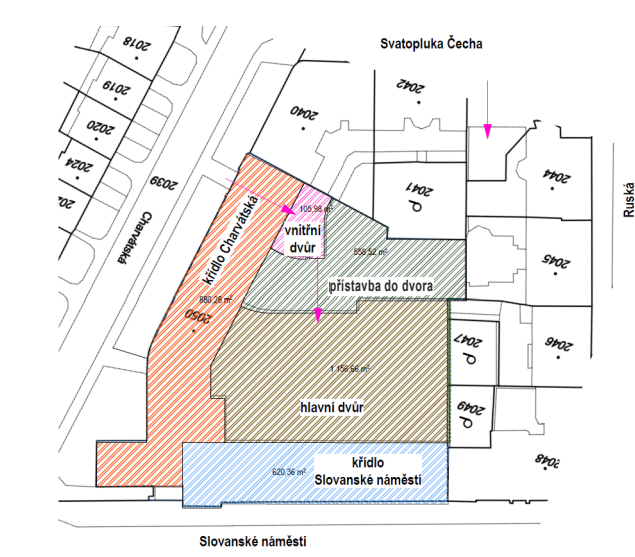 Svatopluka Čecha
2018
2019
2020
2024
2039
2040
2042
2041
2044
2045
2046
2047
2049
2048
2050
Ruská
Charvátská
křídlo Charvátská
880,28 m²
105,98 m²
vnitřní
dvůr
558,52 m²
přístavba do dvora
1 156,66 m²
hlavní dvůr
620,36 m²
křídlo
Slovanské náměstí
Slovanské náměstí